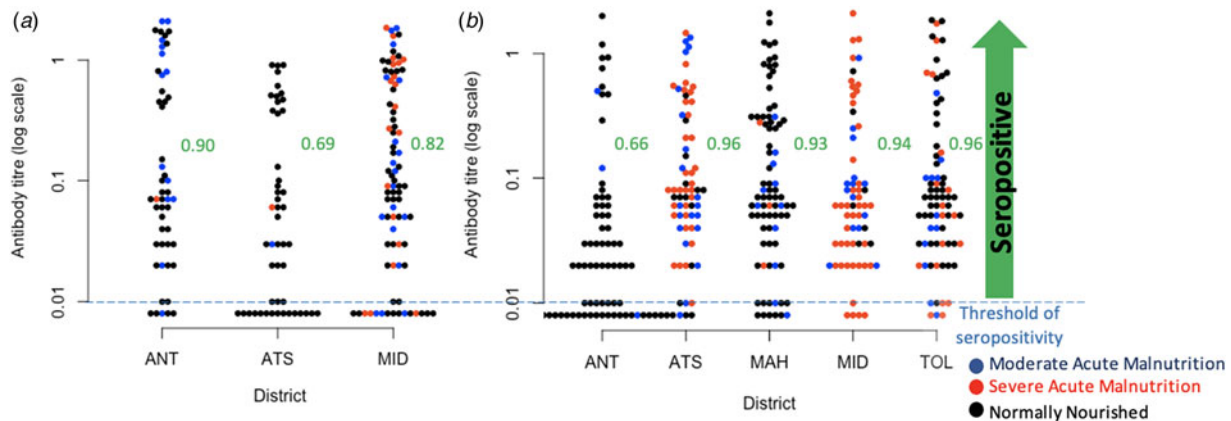 (a)
Antibody titre (log scale)
1
0.1
0.01
0.90
0.69
0.82
ANT
ATS
MID
District
(b)
Antibody titre (log scale)
1
0.1
0.01
0.66
0.96
0.93
0.94
0.96
ANT
ATS
MAH
MID
TOL
District
Seropositive
Threshold of
seropositivity
Moderate Acute Malnutrition
Severe Acute Malnutrition
Normally Nourished